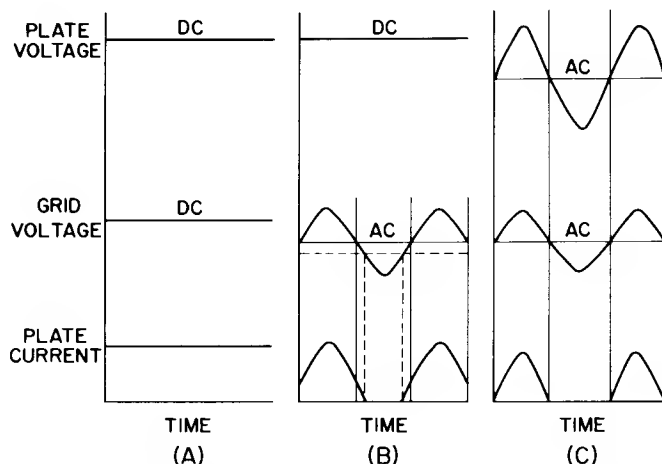 PLATE
VOLTAGE
DC
DC
AC
GRID
VOLTAGE
DC
AC
AC
PLATE
CURRENT
TIME
TIME
TIME
(A)
(B)
(C)